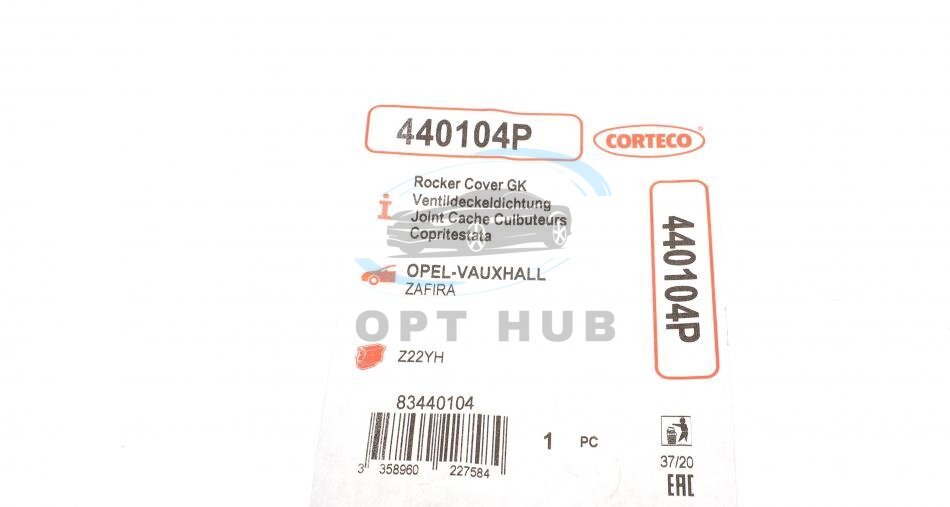 440104P
CORTECO
Rocker Cover GK
Ventildeckeldichtung
Joint Cache Culbuteurs
Copritestata
440104P
OPEL-VAUXHALL
ZAFIRA
OPT HUB
Z22YH
83440104
3 358960 227584
1 PC
37/20
EAC